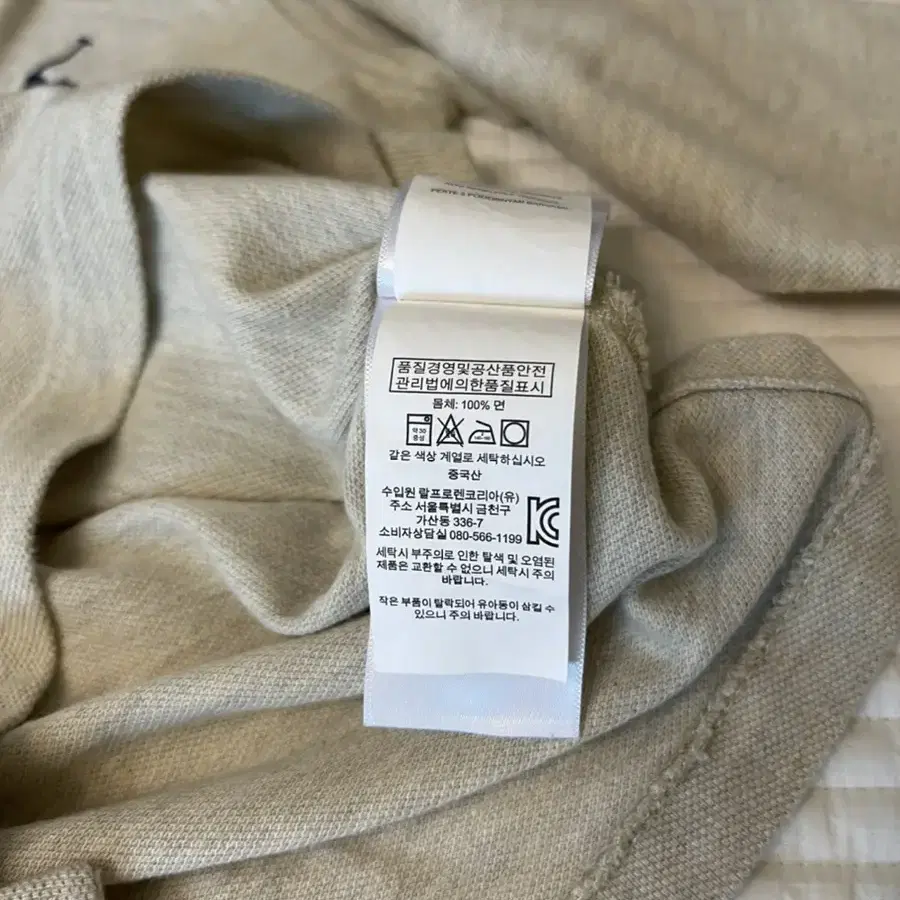 PERTE S PODOBNÝMI BARVAMI.
품질경영및공산품안전
관리법에의한품질표시
몸체: 100% 면
약 30
중성
같은 색상 계열로 세탁하십시오
중국산
수입원 랄프로렌코리아(유)
주소 서울특별시 금천구
가산동 336-7
소비자상담실 080-566-1199
세탁시 부주의로 인한 탈색 및 오염된
제품은 교환할 수 없으니 세탁시 주의
바랍니다.
작은 부품이 탈락되어 유아동이 삼킬 수
있으니 주의 바랍니다.